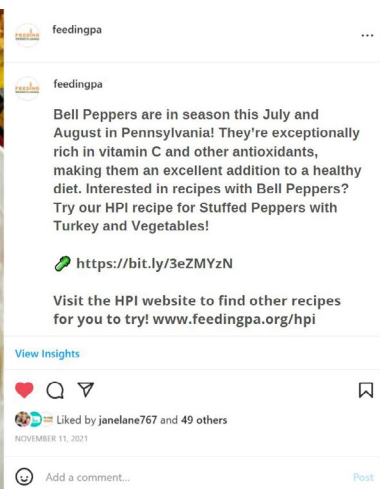 feedingpa
feedingpa
Bell Peppers are in season this July and
August in Pennsylvania! They're exceptionally
rich in vitamin C and other antioxidants,
making them an excellent addition to a healthy
diet. Interested in recipes with Bell Peppers?
Try our HPI recipe for Stuffed Peppers with
Turkey and Vegetables!
https://bit.ly/3eZMYzN
Visit the HPI website to find other recipes
for you to try! www.feedingpa.org/hpi
View Insights
Liked by janelane767 and 49 others
NOVEMBER 11, 2021
Add a comment...
Post